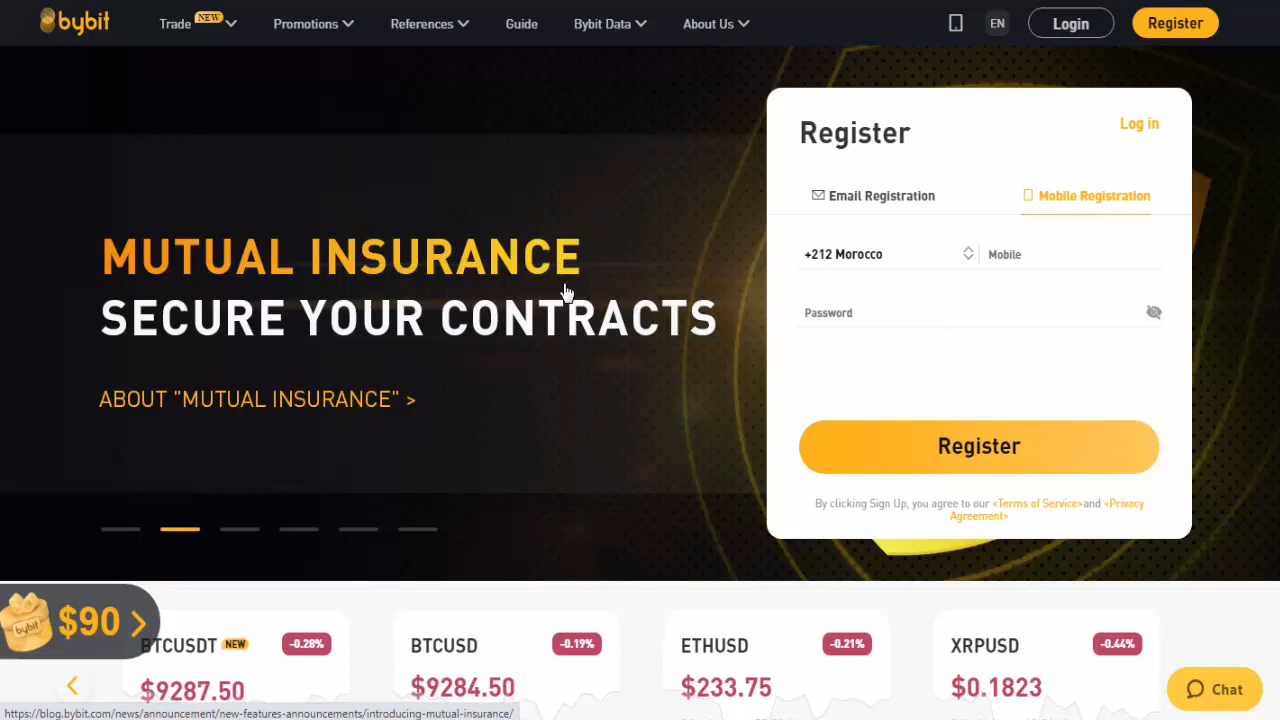 bybit
Trade NEW
Promotions
References
Guide
Bybit Data
About Us
EN
Login
Register
MUTUAL INSURANCE
SECURE YOUR CONTRACTS
ABOUT "MUTUAL INSURANCE" >
Register
Log in
Email Registration
Mobile Registration
+212 Morocco
Mobile
Password
Register
By clicking Sign Up, you agree to our <Terms of Service>and <Privacy
Agreement>
bybit
$90
BTCUSDT NEW
-0.28%
$9287.50
BTCUSD
-0.19%
$9284.50
ETHUSD
-0.21%
$233.75
XRPUSD
-0.44%
$0.1823
Chat
https://blog.bybit.com/news/announcement/new-features-announcements/introducing-mutual-insurance/